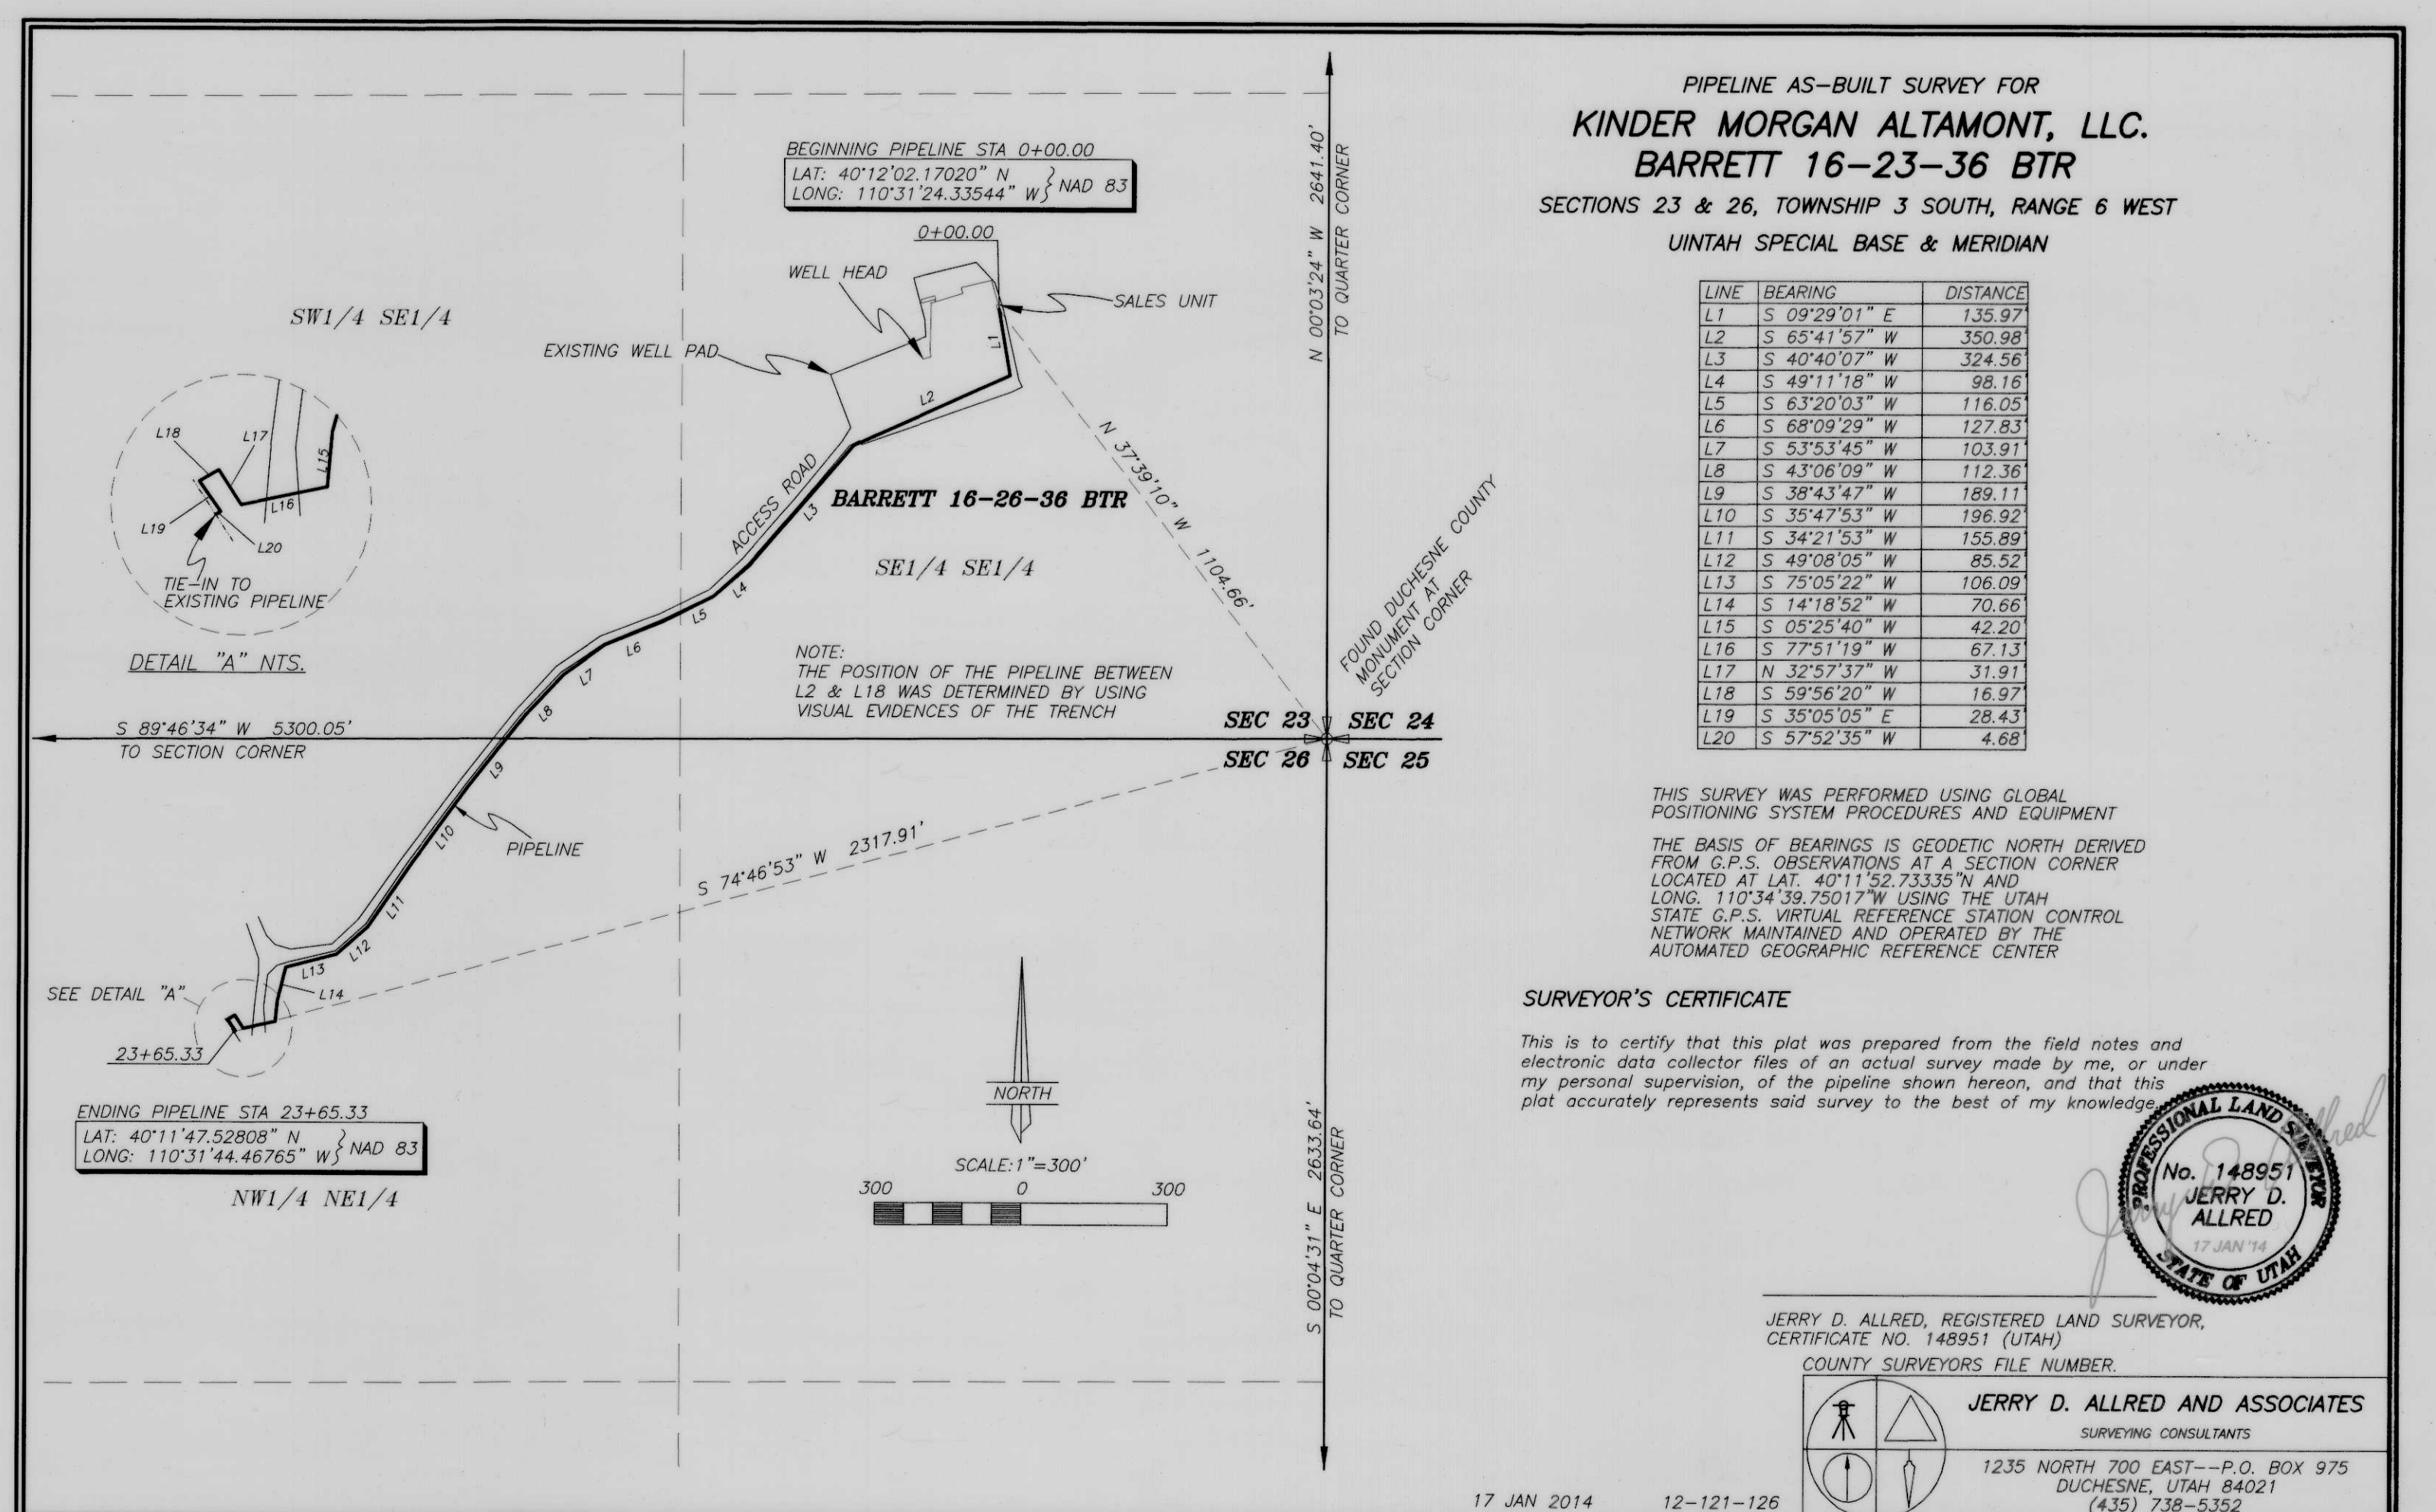 PIPELINE AS-BUILT SURVEY FOR
KINDER MORGAN ALTAMONT, LLC.
BARRETT 16-23-36 BTR
SECTIONS 23 & 26, TOWNSHIP 3 SOUTH, RANGE 6 WEST
UINTAH SPECIAL BASE & MERIDIAN
BEGINNING PIPELINE STA 0+00.00
LAT: 40°12'02.17020" N
LONG: 110°31'24.33544" W } NAD 83
0+00.00
WELL HEAD
SALES UNIT
SW1/4 SE1/4
EXISTING WELL PAD
L1
L2
L3
L4
L5
L6
L7
L8
L9
L10
L11
L12
L13
L14
ACCESS ROAD
BARRETT 16-26-36 BTR
SE1/4 SE1/4
N 37°39'10" W 1104.66'
N 00°03'24" W 2641.40'
TO QUARTER CORNER
FOUND DUCHESNE COUNTY
MONUMENT AT
SECTION CORNER
L18
L17
L15
L16
L19
L20
TIE-IN TO
EXISTING PIPELINE
DETAIL "A" NTS.
NOTE:
THE POSITION OF THE PIPELINE BETWEEN
L2 & L18 WAS DETERMINED BY USING
VISUAL EVIDENCES OF THE TRENCH
S 89°46'34" W 5300.05'
TO SECTION CORNER
SEC 23 SEC 24
SEC 26 SEC 25
PIPELINE
S 74°46'53" W 2317.91'
SEE DETAIL "A"
23+65.33
ENDING PIPELINE STA 23+65.33
LAT: 40°11'47.52808" N
LONG: 110°31'44.46765" W } NAD 83
NW1/4 NE1/4
NORTH
SCALE:1"=300'
300 0 300
S 00°04'31" E 2633.64'
TO QUARTER CORNER
LINE BEARING DISTANCE
L1 S 09°29'01" E 135.97'
L2 S 65°41'57" W 350.98'
L3 S 40°40'07" W 324.56'
L4 S 49°11'18" W 98.16'
L5 S 63°20'03" W 116.05'
L6 S 68°09'29" W 127.83'
L7 S 53°53'45" W 103.91'
L8 S 43°06'09" W 112.36'
L9 S 38°43'47" W 189.11'
L10 S 35°47'53" W 196.92'
L11 S 34°21'53" W 155.89'
L12 S 49°08'05" W 85.52'
L13 S 75°05'22" W 106.09'
L14 S 14°18'52" W 70.66'
L15 S 05°25'40" W 42.20'
L16 S 77°51'19" W 67.13'
L17 N 32°57'37" W 31.91'
L18 S 59°56'20" W 16.97'
L19 S 35°05'05" E 28.43'
L20 S 57°52'35" W 4.68'
THIS SURVEY WAS PERFORMED USING GLOBAL
POSITIONING SYSTEM PROCEDURES AND EQUIPMENT
THE BASIS OF BEARINGS IS GEODETIC NORTH DERIVED
FROM G.P.S. OBSERVATIONS AT A SECTION CORNER
LOCATED AT LAT. 40°11'52.73335"N AND
LONG. 110°34'39.75017"W USING THE UTAH
STATE G.P.S. VIRTUAL REFERENCE STATION CONTROL
NETWORK MAINTAINED AND OPERATED BY THE
AUTOMATED GEOGRAPHIC REFERENCE CENTER
SURVEYOR'S CERTIFICATE
This is to certify that this plat was prepared from the field notes and
electronic data collector files of an actual survey made by me, or under
my personal supervision, of the pipeline shown hereon, and that this
plat accurately represents said survey to the best of my knowledge.
PROFESSIONAL LAND SURVEYOR
No. 148951
JERRY D.
ALLRED
17 JAN '14
STATE OF UTAH
Jerry D. Allred
JERRY D. ALLRED, REGISTERED LAND SURVEYOR,
CERTIFICATE NO. 148951 (UTAH)
COUNTY SURVEYORS FILE NUMBER.
JERRY D. ALLRED AND ASSOCIATES
SURVEYING CONSULTANTS
1235 NORTH 700 EAST--P.O. BOX 975
DUCHESNE, UTAH 84021
(435) 738-5352
17 JAN 2014 12-121-126